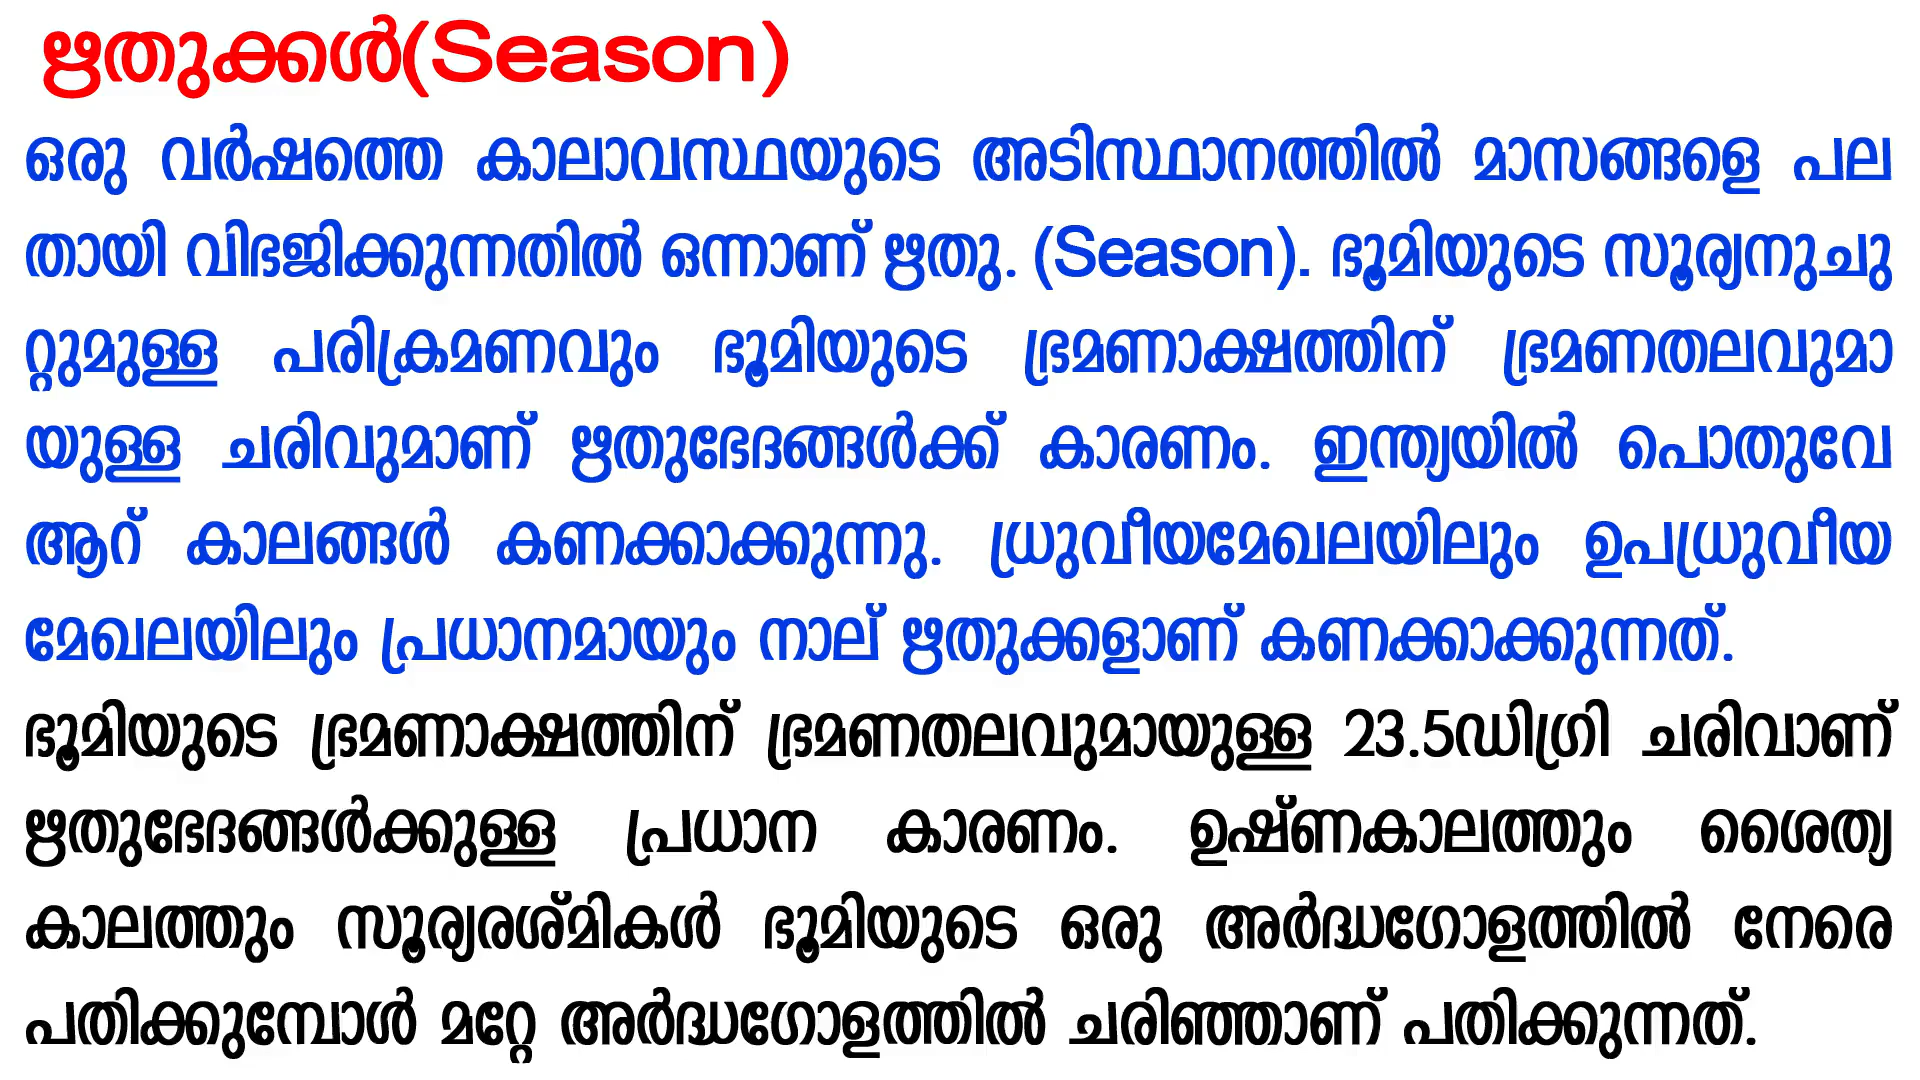 ഋതുക്കൾ(Season)
ഒരു വർഷത്തെ കാലാവസ്ഥയുടെ അടിസ്ഥാനത്തിൽ മാസങ്ങളെ പല
തായി വിഭജിക്കുന്നതിൽ ഒന്നാണ് ഋതു. (Season). ഭൂമിയുടെ സൂര്യനുചു
റ്റുമുള്ള പരിക്രമണവും ഭൂമിയുടെ ഭ്രമണാക്ഷത്തിന് ഭ്രമണതലവുമാ
യുള്ള ചരിവുമാണ് ഋതുഭേദങ്ങൾക്ക് കാരണം. ഇന്ത്യയിൽ പൊതുവേ
ആറ് കാലങ്ങൾ കണക്കാക്കുന്നു. ധ്രുവീയമേഖലയിലും ഉപധ്രുവീയ
മേഖലയിലും പ്രധാനമായും നാല് ഋതുക്കളാണ് കണക്കാക്കുന്നത്.
ഭൂമിയുടെ ഭ്രമണാക്ഷത്തിന് ഭ്രമണതലവുമായുള്ള 23.5ഡിഗ്രി ചരിവാണ്
ഋതുഭേദങ്ങൾക്കുള്ള പ്രധാന കാരണം. ഉഷ്ണകാലത്തും ശൈത്യ
കാലത്തും സൂര്യരശ്മികൾ ഭൂമിയുടെ ഒരു അർദ്ധഗോളത്തിൽ നേരെ
പതിക്കുമ്പോൾ മറ്റേ അർദ്ധഗോളത്തിൽ ചരിഞ്ഞാണ് പതിക്കുന്നത്.